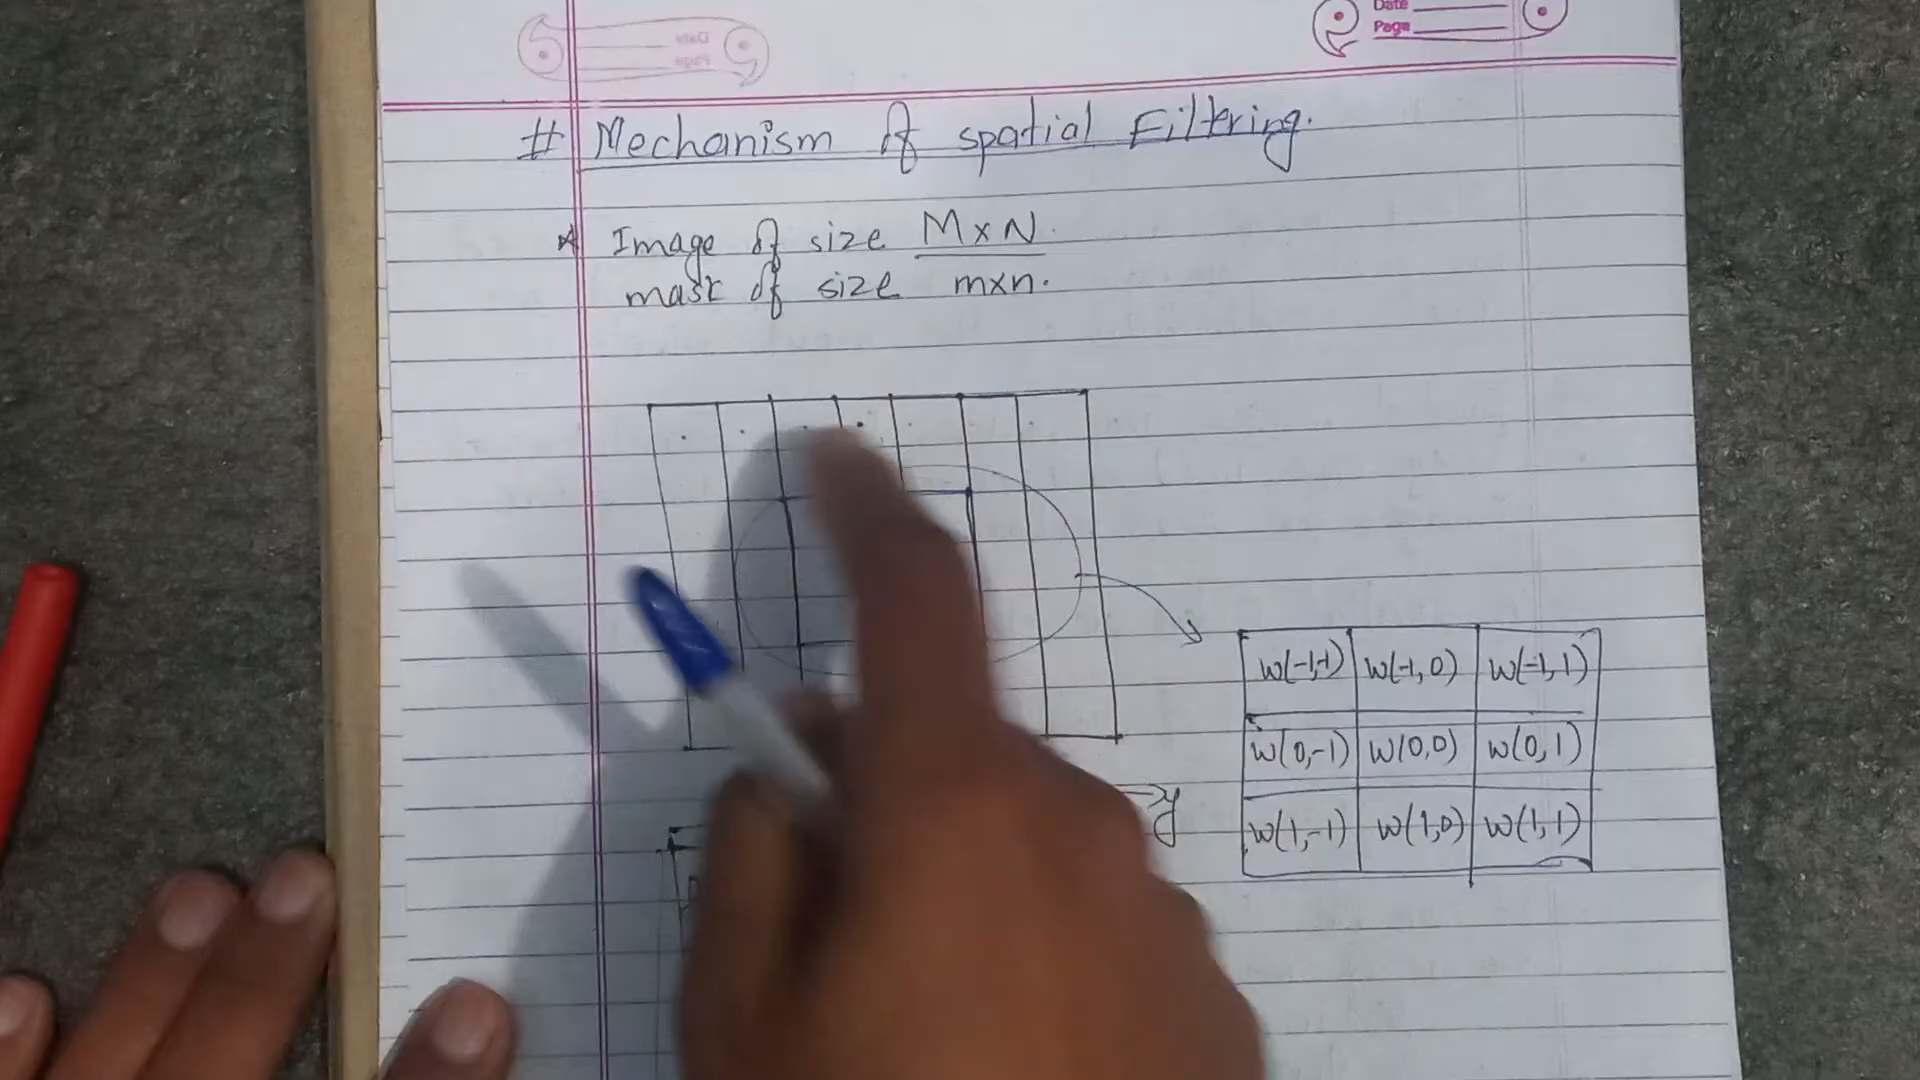 Date
Page
# Mechanism of spatial Filtering.
Image of size M×N.
mask of size m×n.
w(-1,-1) w(-1,0) w(-1,1)
w(0,-1) w(0,0) w(0,1)
w(1,-1) w(1,0) w(1,1)
y